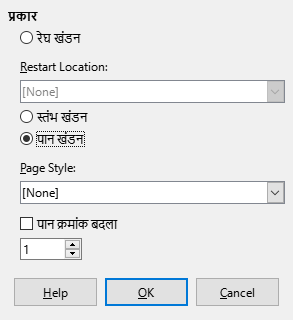 प्रकार
रेघ खंडन
Restart Location:
[None]
स्तंभ खंडन
पान खंडन
Page Style:
[None]
पान क्रमांक बदला
1
Help OK Cancel